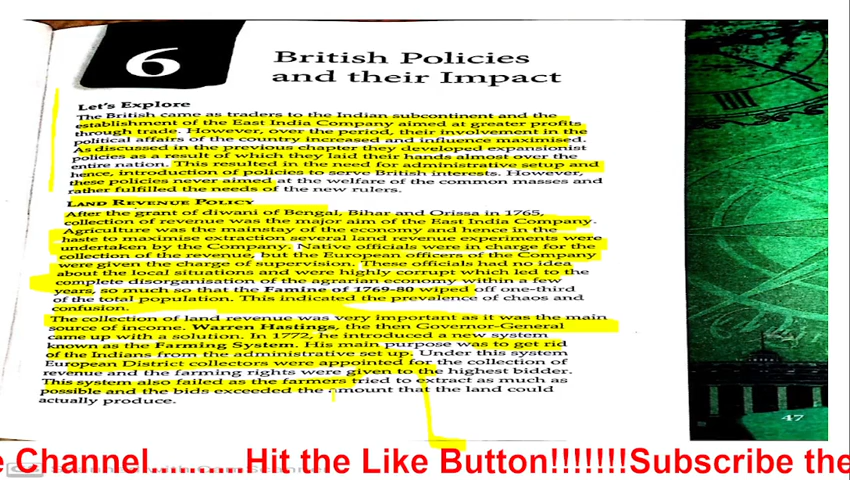 6
British Policies
and their Impact
Let's Explore
The British came as traders to the Indian subcontinent and the
establishment of the East India Company aimed at greater profits
through trade. However, over the period, their involvement in the
political affairs of the country increased and influence maximised.
As discussed in the previous chapter they developed expansionist
policies as a result of which they laid their hands almost over the
entire nation. This resulted in the need for administrative setup and
hence, introduction of policies to serve British interests. However,
these policies never aimed at the welfare of the common masses and
rather fulfilled the needs of the new rulers.
LAND REVENUE POLICY
After the grant of diwani of Bengal, Bihar and Orissa in 1765,
collection of revenue was the major aim of the East India Company.
Agriculture was the mainstay of the economy and hence in the
haste to maximise extraction several land revenue experiments were
undertaken by the Company. Native officials were in charge for the
collection of the revenue, but the European officers of the Company
were given the charge of supervision. These officials had no idea
about the local situations and were highly corrupt which led to the
complete disorganisation of the agrarian economy within a few
years, so much so that the Famine of 1769-80 wiped off one-third
of the total population. This indicated the prevalence of chaos and
confusion.
The collection of land revenue was very important as it was the main
source of income. Warren Hastings, the then Governor-General
came up with a solution. In 1772, he introduced a new system
known as the Farming System. His main purpose was to get rid
of the Indians from the administrative set up. Under this system
European District collectors were appointed for the collection of
revenue and the farming rights were given to the highest bidder.
This system also failed as the farmers tried to extract as much as
possible and the bids exceeded the amount that the land could
actually produce.
47
e Channel..........Hit the Like Button!!!!!!!Subscribe the